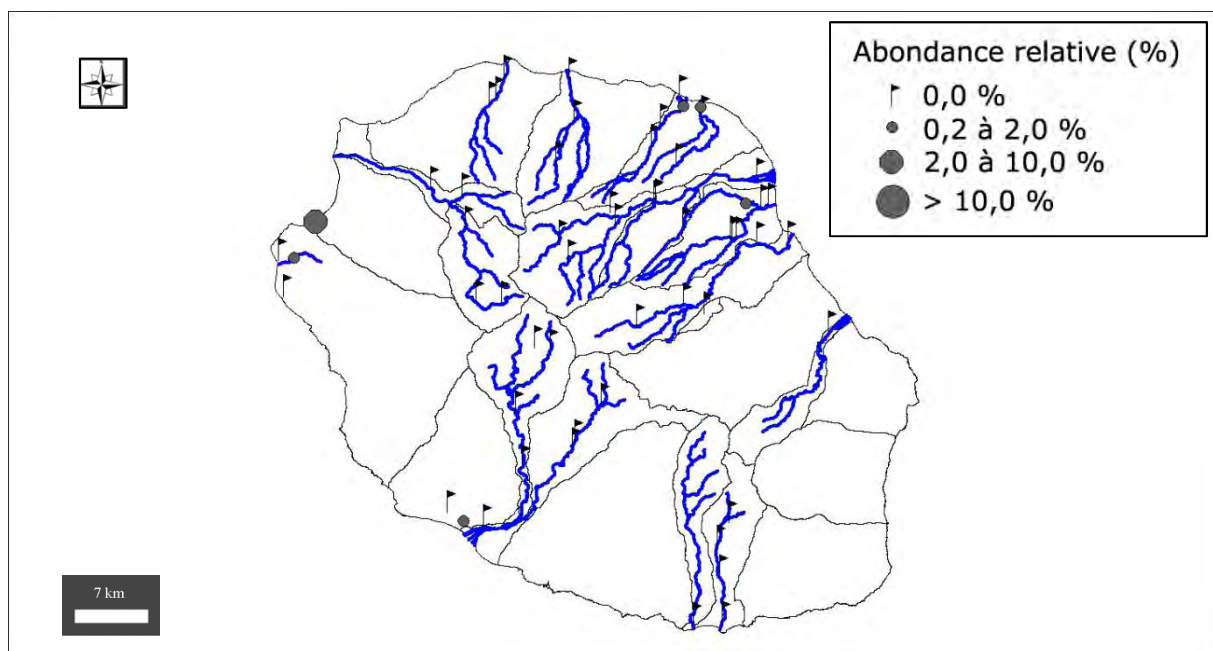 Abondance relative (%)
0,0 %
0,2 à 2,0 %
2,0 à 10,0 %
> 10,0 %
7 km